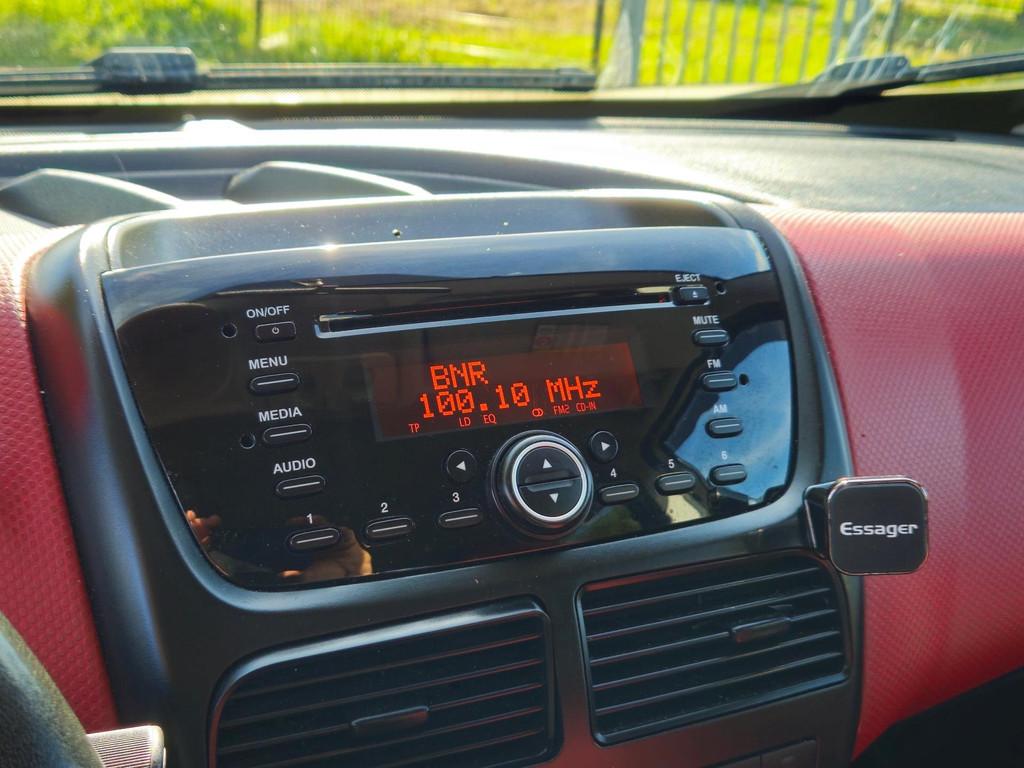 EJECT
ON/OFF
MUTE
MENU
FM
BNR
100.10 MHz
TP LD EQ FM2 CD-IN
MEDIA
AM
AUDIO
1
2
3
4
5
6
Essager